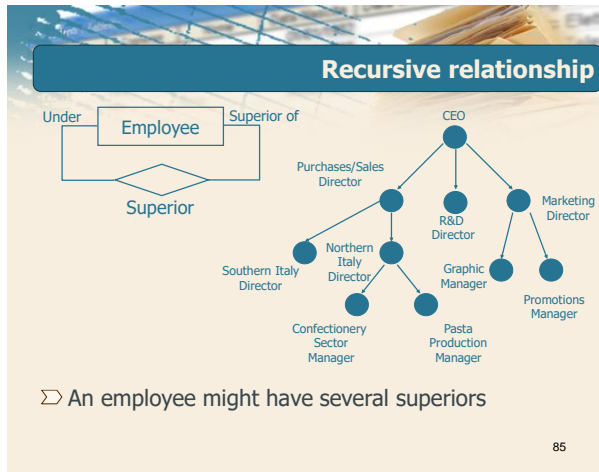 Recursive relationship
Under
Employee
Superior of
Superior
CEO
Purchases/Sales
Director
R&D
Director
Marketing
Director
Southern Italy
Director
Northern
Italy
Director
Graphic
Manager
Promotions
Manager
Confectionery
Sector
Manager
Pasta
Production
Manager
An employee might have several superiors
85